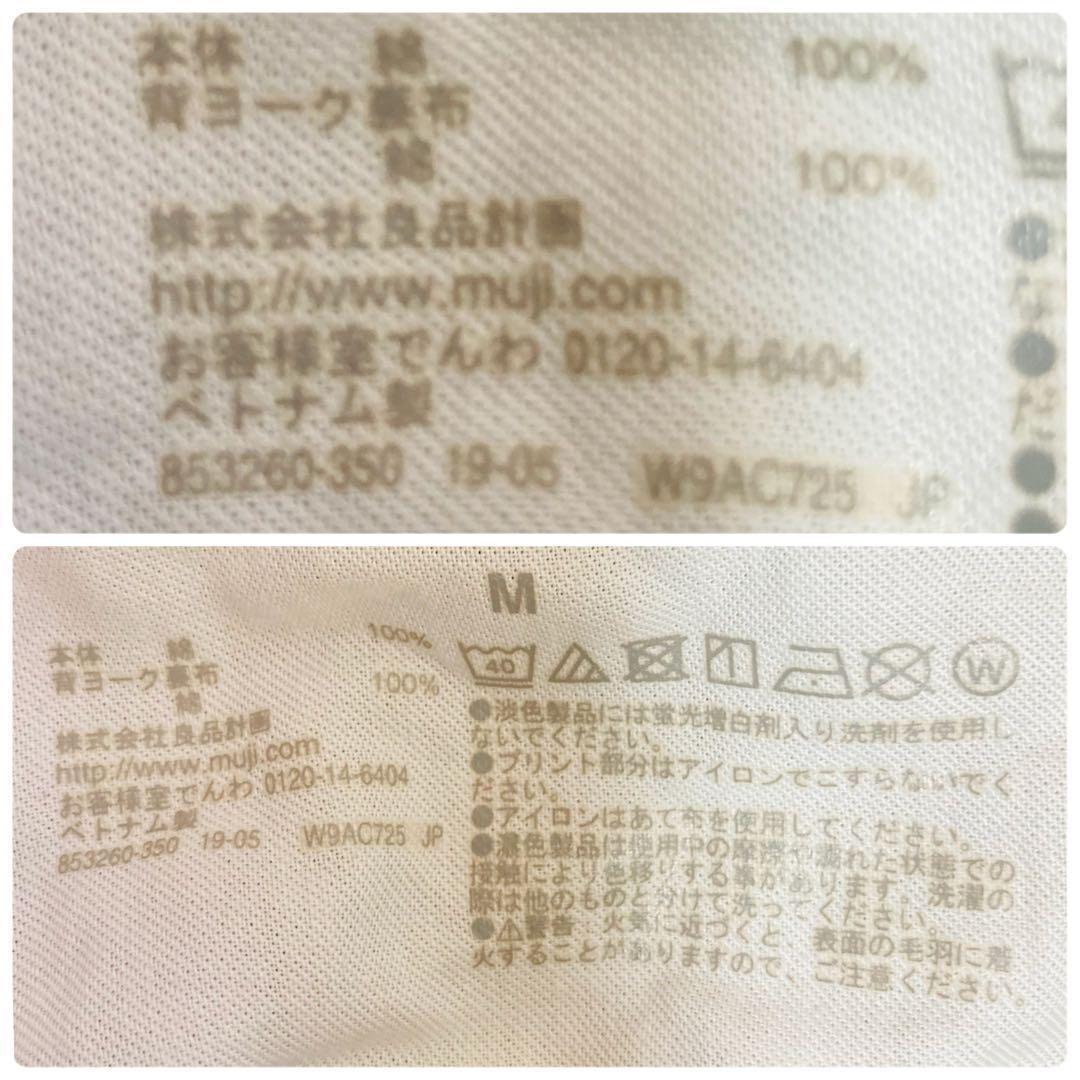 本体 綿 100%
背ヨーク裏布
綿 100%
株式会社良品計画
http://www.muji.com
お客様室でんわ 0120-14-6404
ベトナム製
853260-350 19-05 W9AC725 JP
M
本体 綿 100%
背ヨーク裏布
綿 100%
株式会社良品計画
http://www.muji.com
お客様室でんわ 0120-14-6404
ベトナム製
853260-350 19-05 W9AC725 JP
40 W
●淡色製品には蛍光増白剤入り洗剤を使用し
ないでください。
●プリント部分はアイロンでこすらないでく
ださい。
●アイロンはあて布を使用してください。
●濃色製品は使用中の摩擦や濡れた状態での
接触により色移りする事があります。洗濯の
際は他のものと分けて洗ってください。
●⚠警告 火気に近づくと、表面の毛羽に着
火することがありますので、ご注意ください。